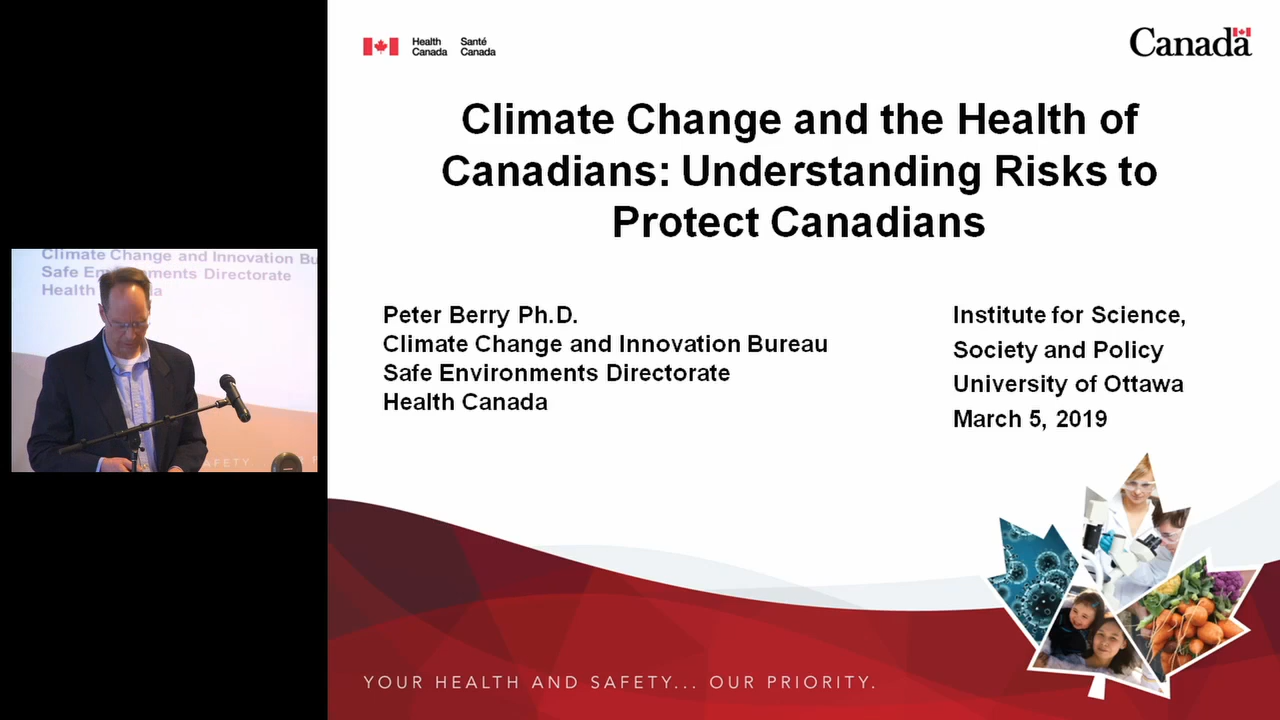 Health Canada
Santé Canada
Canada
Climate Change and the Health of
Canadians: Understanding Risks to
Protect Canadians
Peter Berry Ph.D.
Climate Change and Innovation Bureau
Safe Environments Directorate
Health Canada
Institute for Science,
Society and Policy
University of Ottawa
March 5, 2019
YOUR HEALTH AND SAFETY... OUR PRIORITY.
Climate Change and Innovation Bu
Safe Environments Directorate
Health